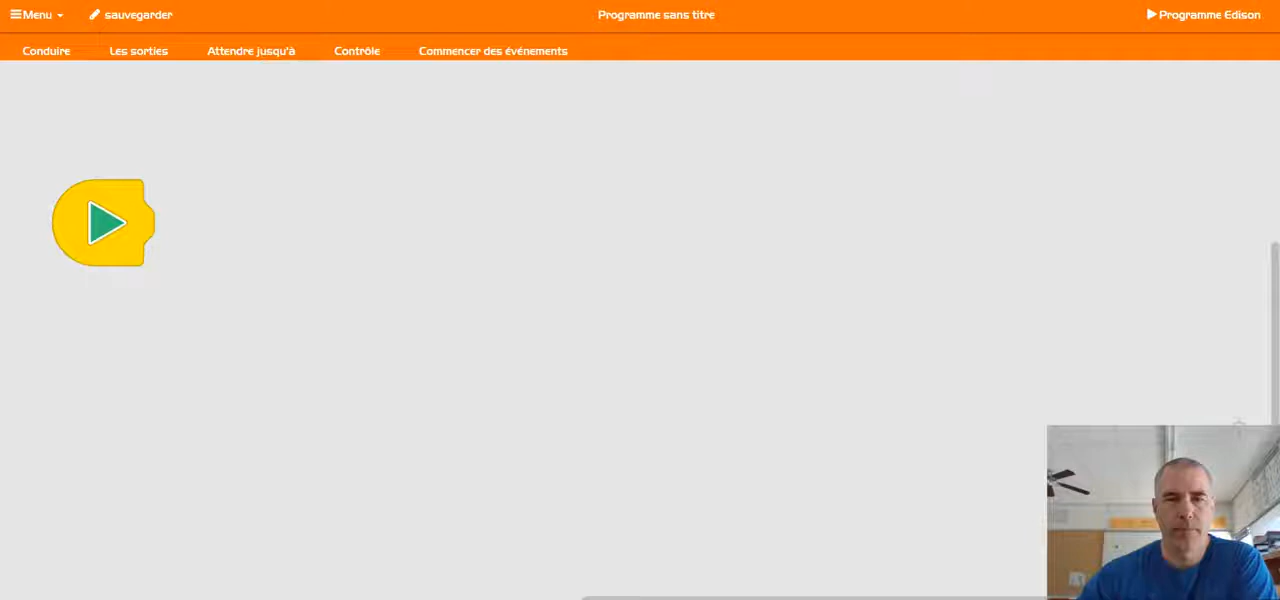 Menu
sauvegarder
Programme sans titre
Programme Edison
Conduire
Les sorties
Attendre jusqu'à
Contrôle
Commencer des événements